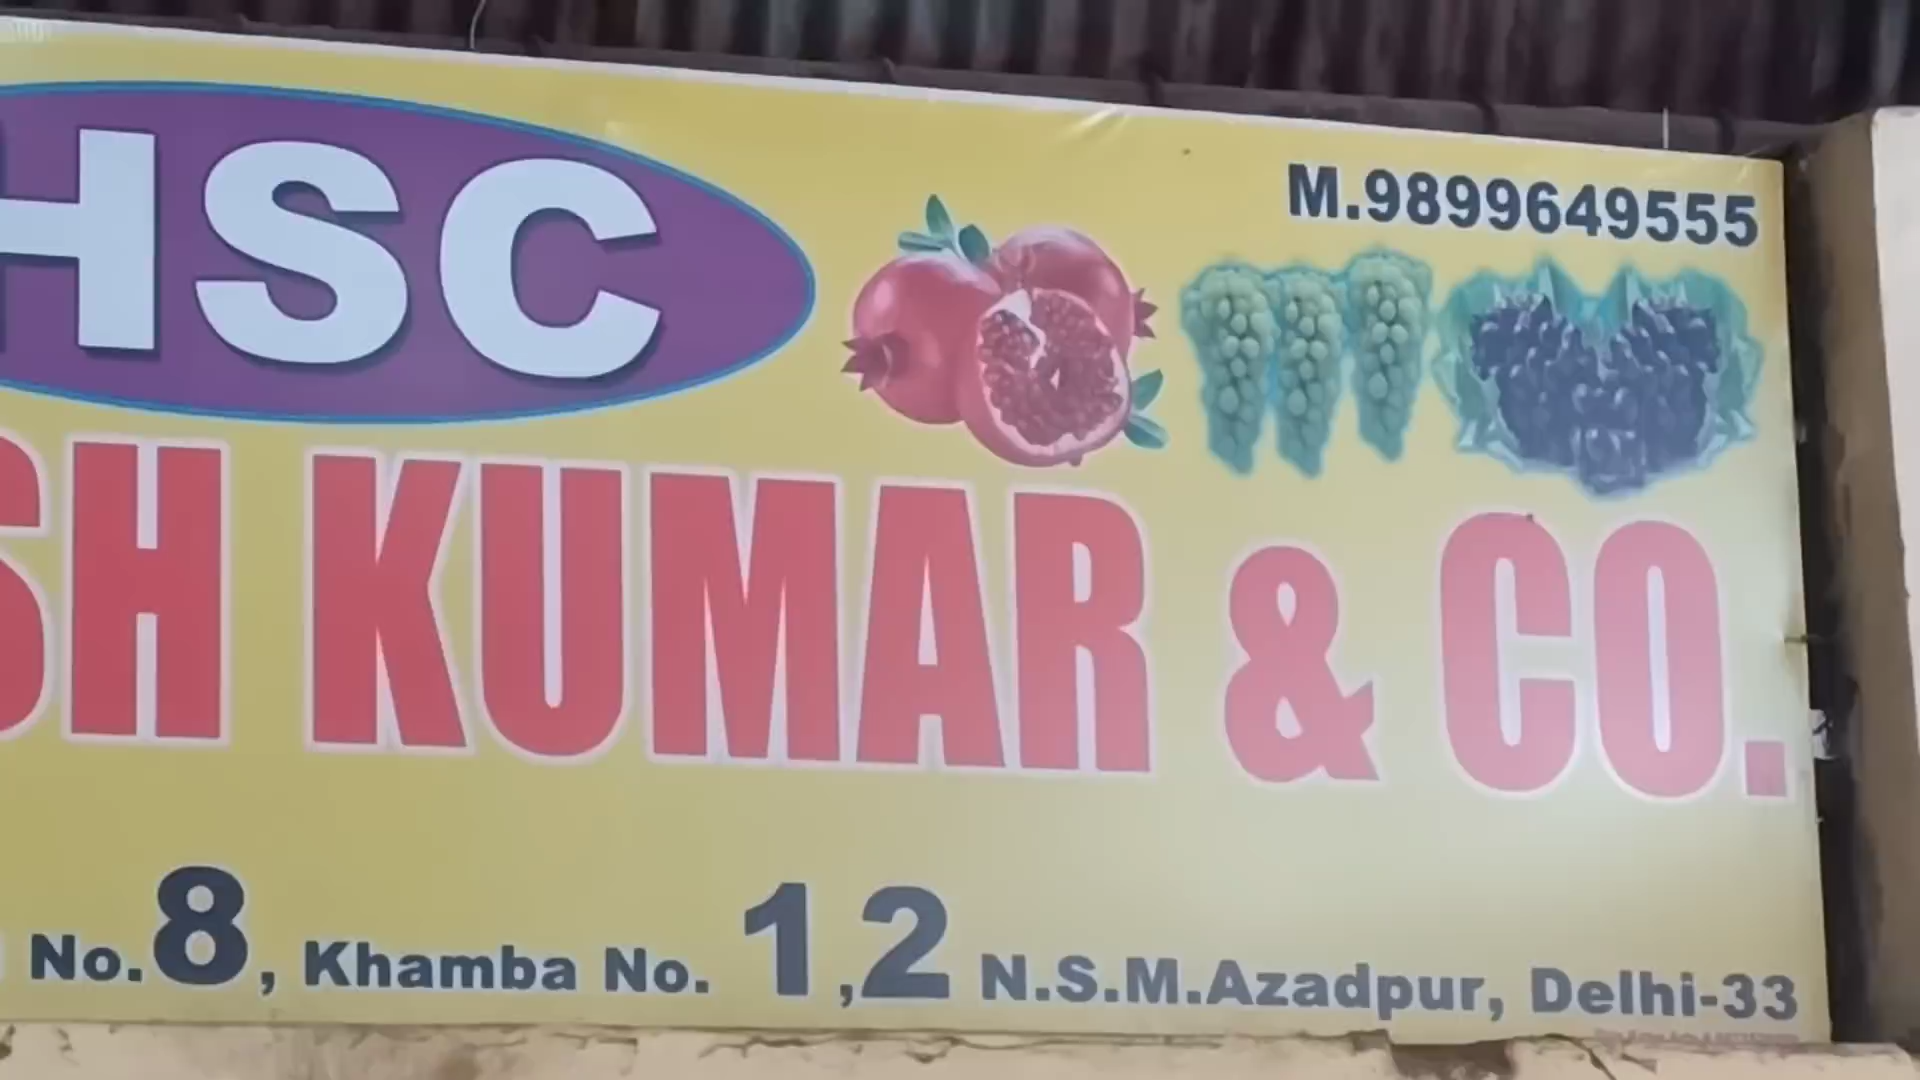 HSC
M.9899649555
SH KUMAR & CO.
No.8, Khamba No. 1,2 N.S.M.Azadpur, Delhi-33